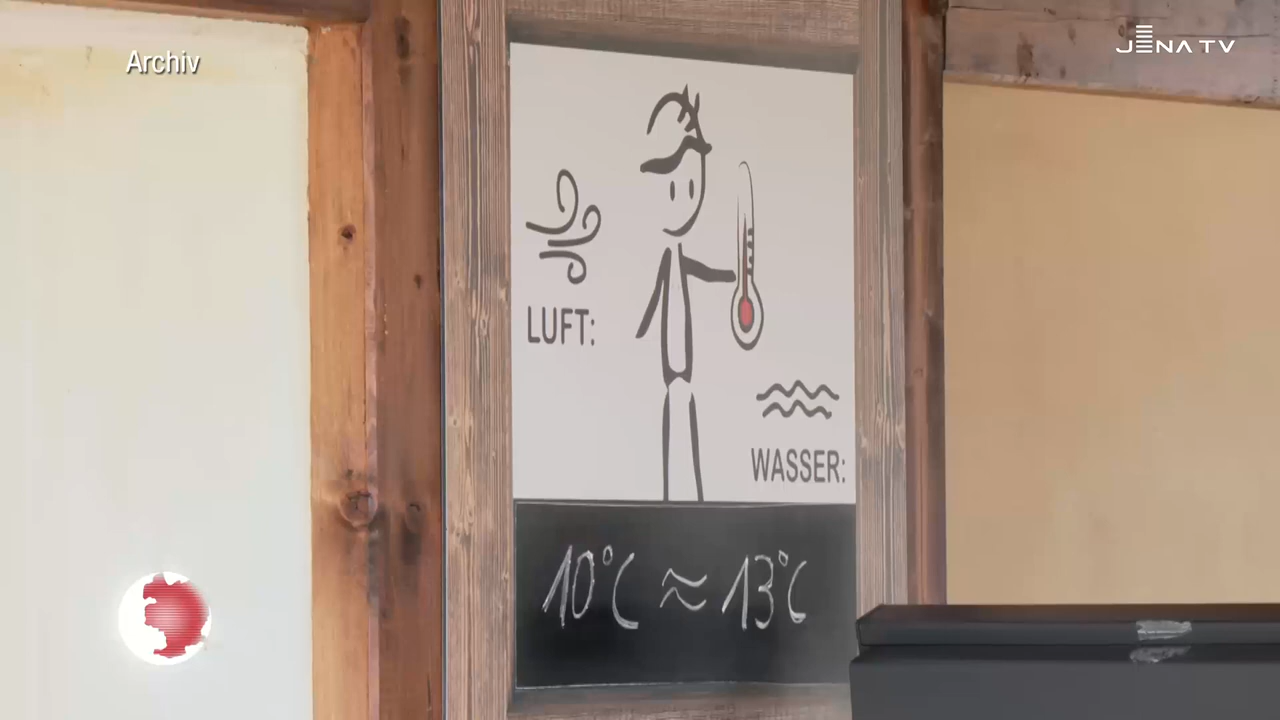 Archiv
JENA TV
LUFT:
WASSER:
10°C ≈ 13°C